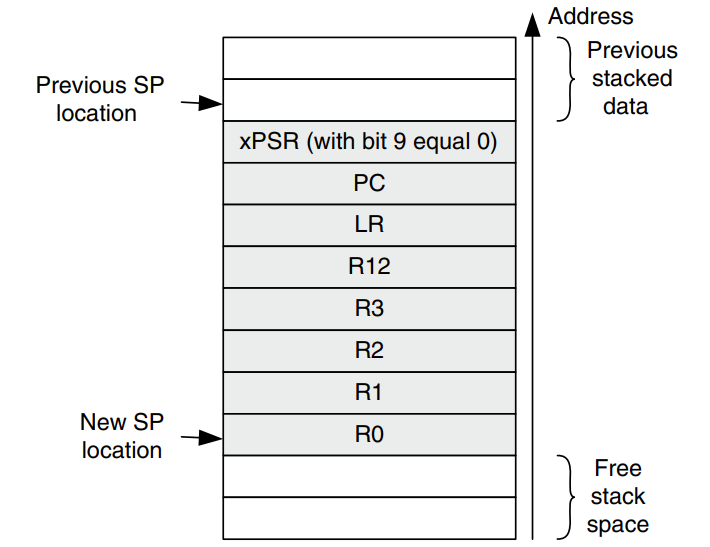 Address
Previous
stacked
data
Previous SP
location
xPSR (with bit 9 equal 0)
PC
LR
R12
R3
R2
R1
New SP
location
R0
Free
stack
space